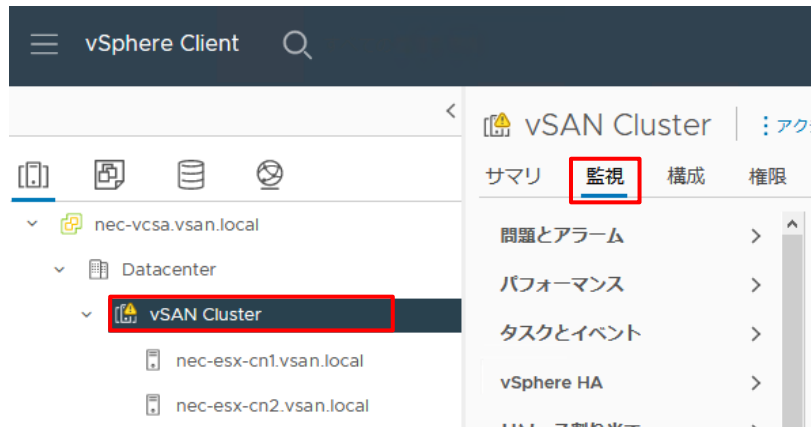 vSphere Client
vSAN Cluster
アク
サマリ 監視 構成 権限
nec-vcsa.vsan.local
Datacenter
vSAN Cluster
nec-esx-cn1.vsan.local
nec-esx-cn2.vsan.local
問題とアラーム
パフォーマンス
タスクとイベント
vSphere HA